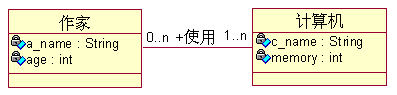 作家
a_name : String
age : int
0..n +使用 1..n
计算机
c_name : String
memory : int